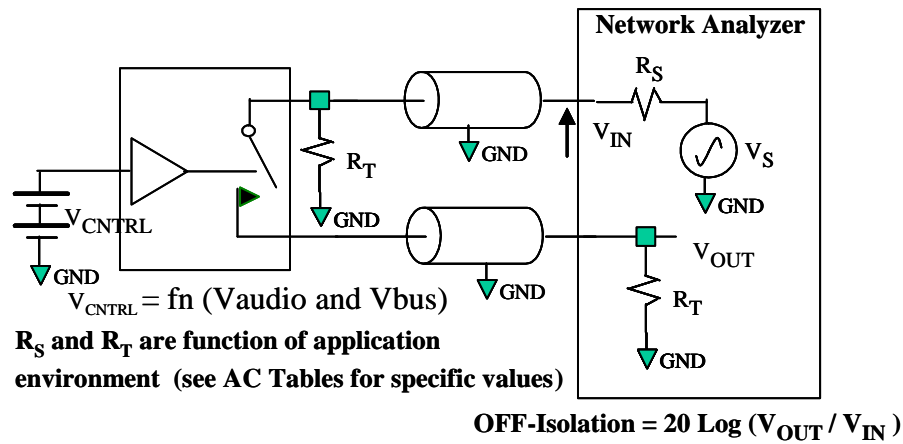 Network Analyzer
R_S
V_IN
V_S
GND
GND
R_T
GND
V_CNTRL
GND
GND
V_OUT
R_T
GND
V_CNTRL = fn (Vaudio and Vbus)
R_S and R_T are function of application
environment (see AC Tables for specific values)
OFF-Isolation = 20 Log (V_OUT / V_IN )